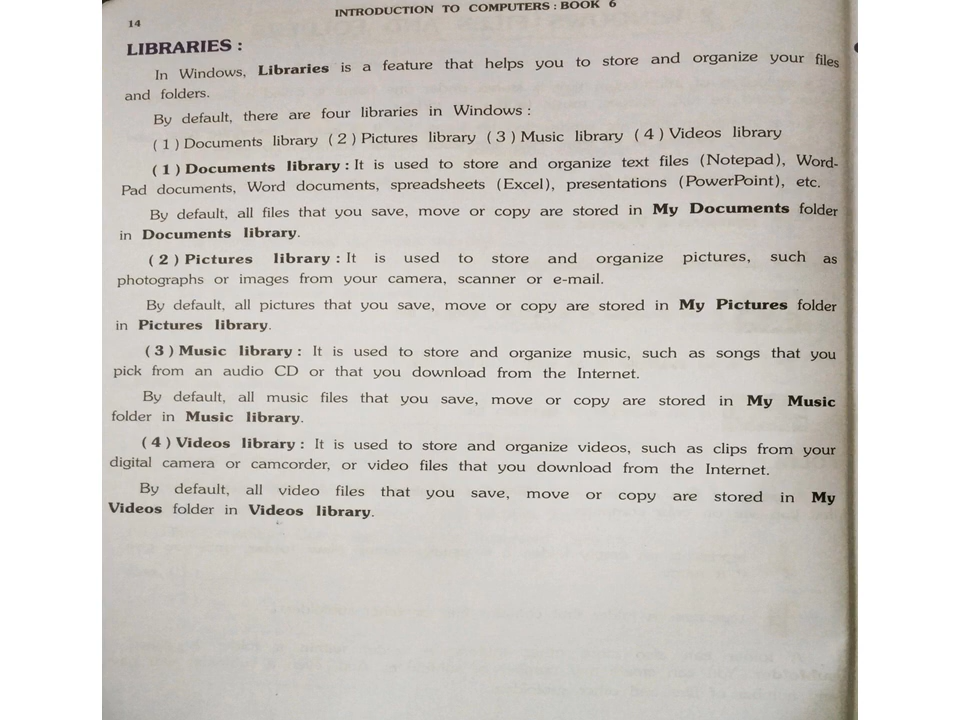 14
INTRODUCTION TO COMPUTERS : BOOK 6
LIBRARIES :
In Windows, Libraries is a feature that helps you to store and organize your files
and folders.
By default, there are four libraries in Windows :
( 1 ) Documents library ( 2 ) Pictures library ( 3 ) Music library ( 4 ) Videos library
( 1 ) Documents library : It is used to store and organize text files (Notepad), Word-
Pad documents, Word documents, spreadsheets (Excel), presentations (PowerPoint), etc.
By default, all files that you save, move or copy are stored in My Documents folder
in Documents library.
( 2 ) Pictures library : It is used to store and organize pictures, such as
photographs or images from your camera, scanner or e-mail.
By default, all pictures that you save, move or copy are stored in My Pictures folder
in Pictures library.
( 3 ) Music library : It is used to store and organize music, such as songs that you
pick from an audio CD or that you download from the Internet.
By default, all music files that you save, move or copy are stored in My Music
folder in Music library.
( 4 ) Videos library : It is used to store and organize videos, such as clips from your
digital camera or camcorder, or video files that you download from the Internet.
By default, all video files that you save, move or copy are stored in My
Videos folder in Videos library.